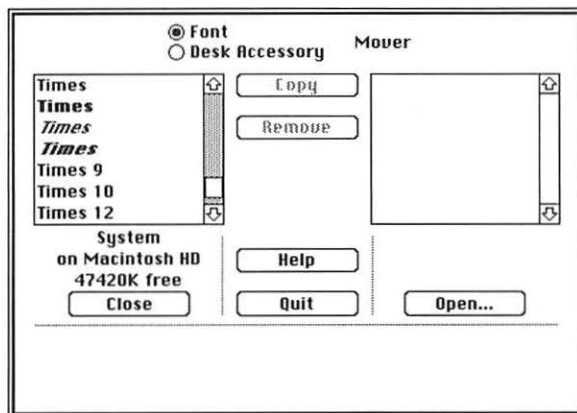 Font
Desk Accessory
Mover
Times
Times
Times
Times
Times 9
Times 10
Times 12
Copy
Remove
System
on Macintosh HD
47420K free
Close
Help
Quit
Open...